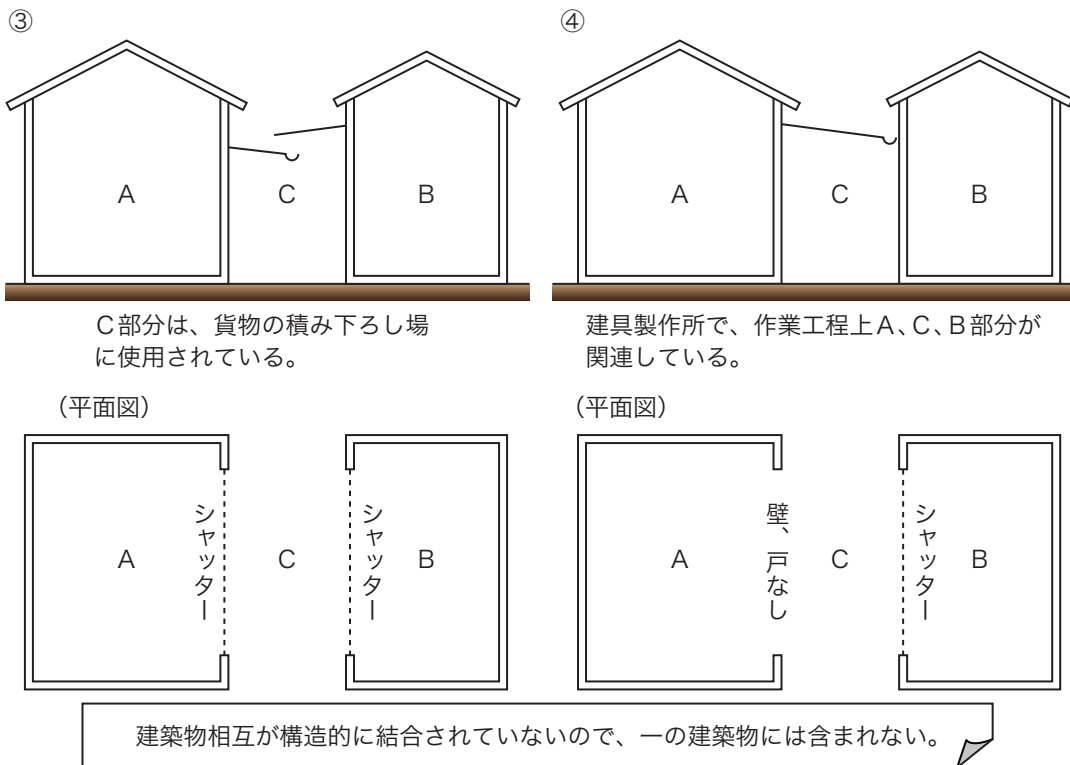 ③
④
A
C
B
A
C
B
C部分は、貨物の積み下ろし場
に使用されている。
建具製作所で、作業工程上A、C、B部分が
関連している。
（平面図）
（平面図）
A
シャッター
C
シャッター
B
A
壁、戸なし
C
シャッター
B
建築物相互が構造的に結合されていないので、一の建築物には含まれない。